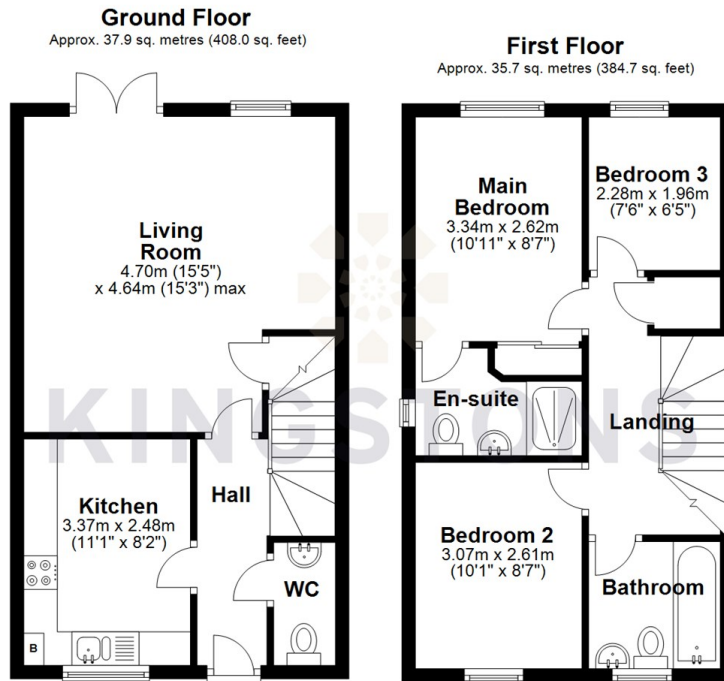 Ground Floor
Approx. 37.9 sq. metres (408.0 sq. feet)
Living
Room
4.70m (15'5")
x 4.64m (15'3") max
Kitchen
3.37m x 2.48m
(11'1" x 8'2")
Hall
WC
B
First Floor
Approx. 35.7 sq. metres (384.7 sq. feet)
Main
Bedroom
3.34m x 2.62m
(10'11" x 8'7")
Bedroom 3
2.28m x 1.96m
(7'6" x 6'5")
En-suite
Landing
Bedroom 2
3.07m x 2.61m
(10'1" x 8'7")
Bathroom
KINGSTONS